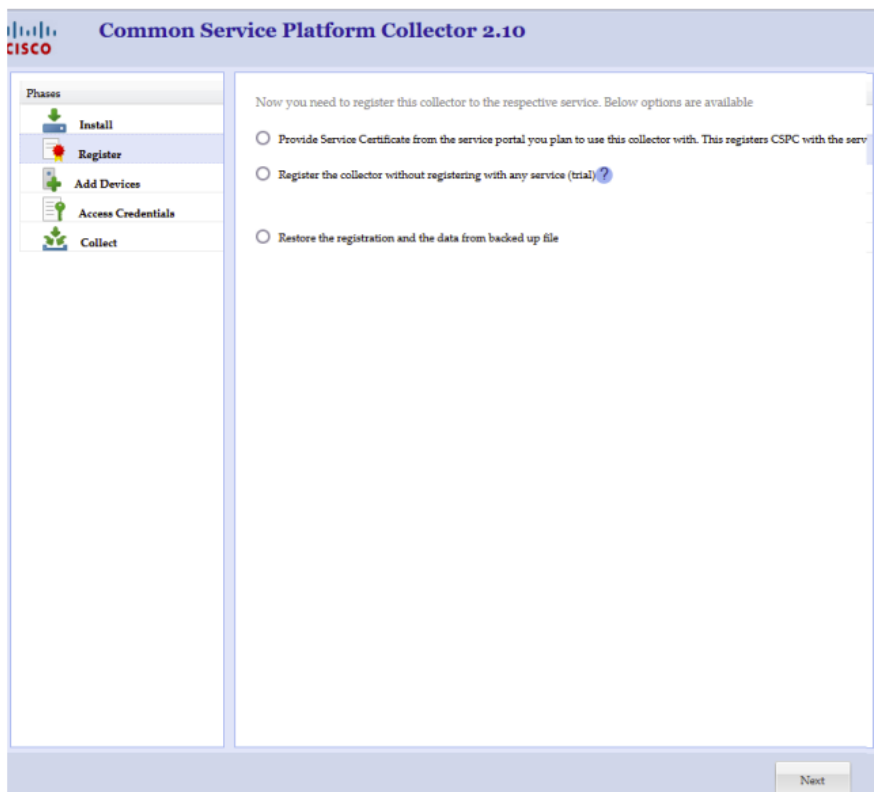 CISCO
Common Service Platform Collector 2.10
Phases
Install
Register
Add Devices
Access Credentials
Collect
Now you need to register this collector to the respective service. Below options are available
Provide Service Certificate from the service portal you plan to use this collector with. This registers CSPC with the serv
Register the collector without registering with any service (trial) ?
Restore the registration and the data from backed up file
Next